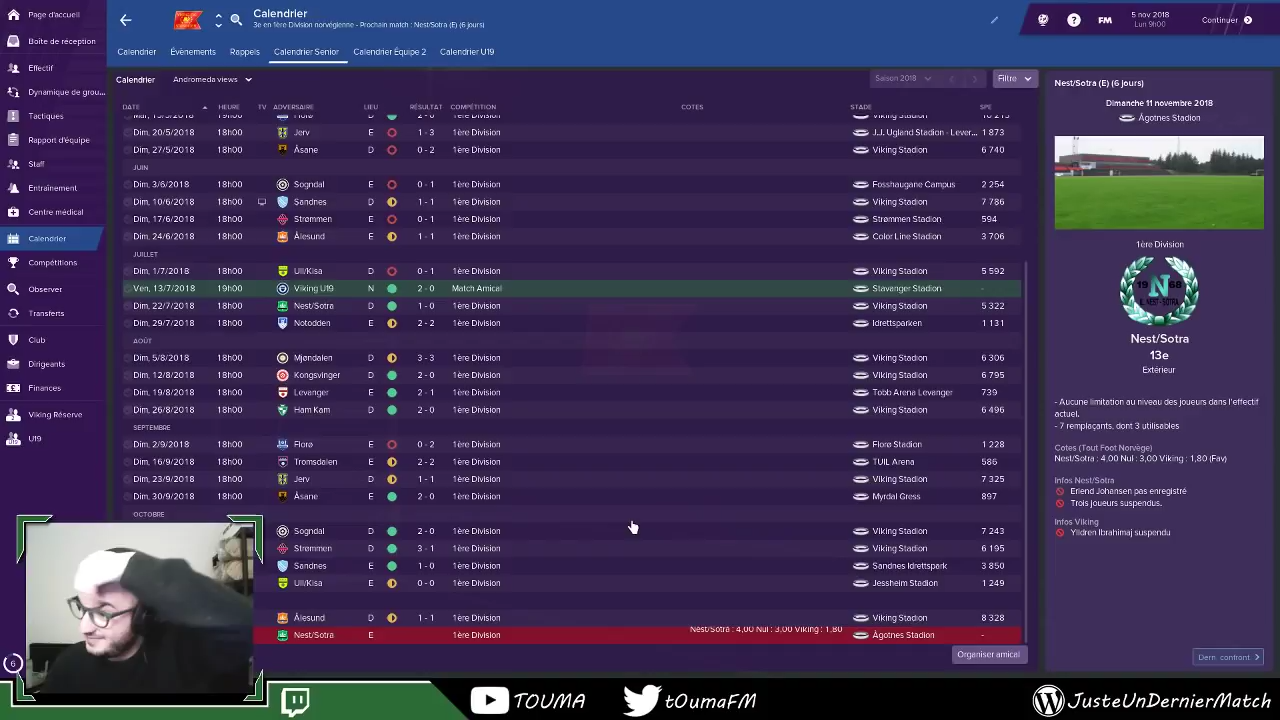 Page d'accueil
Calendrier
3e en 1ère Division norvégienne - Prochain match : Nest/Sotra (E) (6 jours)
FM
5 nov 2018
Lun 9h00
Continuer
Boîte de réception
Effectif
Dynamique de grou...
Tactiques
Rapport d'équipe
Staff
Entraînement
Centre médical
Calendrier
Compétitions
Observer
Transferts
Club
Dirigeants
Finances
Viking Réserve
U19
6
Calendrier Évènements Rappels Calendrier Senior Calendrier Équipe 2 Calendrier U19
Calendrier Andromeda views Saison 2018 Filtre
DATE HEURE TV ADVERSAIRE LIEU RÉSULTAT COMPÉTITION COTES STADE SPE
Dim, 20/5/2018 18h00 Jerv E 1 - 3 1ère Division J.J. Ugland Stadion - Lever... 1 873
Dim, 27/5/2018 18h00 Åsane D 0 - 2 1ère Division Viking Stadion 6 740
JUIN
Dim, 3/6/2018 18h00 Sogndal E 0 - 1 1ère Division Fosshaugane Campus 2 254
Dim, 10/6/2018 18h00 Sandnes D 1 - 1 1ère Division Viking Stadion 7 786
Dim, 17/6/2018 18h00 Strømmen E 0 - 1 1ère Division Strømmen Stadion 594
Dim, 24/6/2018 18h00 Ålesund E 1 - 1 1ère Division Color Line Stadion 3 706
JUILLET
Dim, 1/7/2018 18h00 Ull/Kisa D 0 - 1 1ère Division Viking Stadion 5 592
Ven, 13/7/2018 19h00 Viking U19 N 2 - 0 Match Amical Stavanger Stadion -
Dim, 22/7/2018 18h00 Nest/Sotra D 1 - 0 1ère Division Viking Stadion 5 322
Dim, 29/7/2018 18h00 Notodden E 2 - 2 1ère Division Idrettsparken 1 131
AOÛT
Dim, 5/8/2018 18h00 Mjøndalen D 3 - 3 1ère Division Viking Stadion 6 306
Dim, 12/8/2018 18h00 Kongsvinger D 2 - 0 1ère Division Viking Stadion 6 795
Dim, 19/8/2018 18h00 Levanger E 2 - 1 1ère Division Tobb Arena Levanger 739
Dim, 26/8/2018 18h00 Ham Kam D 2 - 0 1ère Division Viking Stadion 6 496
SEPTEMBRE
Dim, 2/9/2018 18h00 Florø E 0 - 2 1ère Division Florø Stadion 1 228
Dim, 16/9/2018 18h00 Tromsdalen E 2 - 2 1ère Division TUIL Arena 586
Dim, 23/9/2018 18h00 Jerv D 1 - 1 1ère Division Viking Stadion 7 325
Dim, 30/9/2018 18h00 Åsane E 2 - 0 1ère Division Myrdal Gress 897
OCTOBRE
Sogndal D 2 - 0 1ère Division Viking Stadion 7 243
Strømmen D 3 - 1 1ère Division Viking Stadion 6 195
Sandnes E 1 - 0 1ère Division Sandnes Idrettspark 3 850
Ull/Kisa E 0 - 0 1ère Division Jessheim Stadion 1 249
Ålesund D 1 - 1 1ère Division Viking Stadion 8 328
Nest/Sotra E 1ère Division Nest/Sotra : 4,00 Nul : 3,00 Viking : 1,80 Ågotnes Stadion -
Organiser amical
Nest/Sotra (E) (6 jours)
Dimanche 11 novembre 2018
Ågotnes Stadion
1ère Division
Nest/Sotra
13e
Extérieur
- Aucune limitation au niveau des joueurs dans l'effectif
actuel.
- 7 remplaçants, dont 3 utilisables
Cotes (Tout Foot Norvège)
Nest/Sotra : 4,00 Nul : 3,00 Viking : 1,80 (Fav)
Infos Nest/Sotra
Erlend Johansen pas enregistré
Trois joueurs suspendus.
Infos Viking
Ylldren Ibrahimaj suspendu
Dern. confront.
TOUMA
tOumaFM
JusteUnDernierMatch